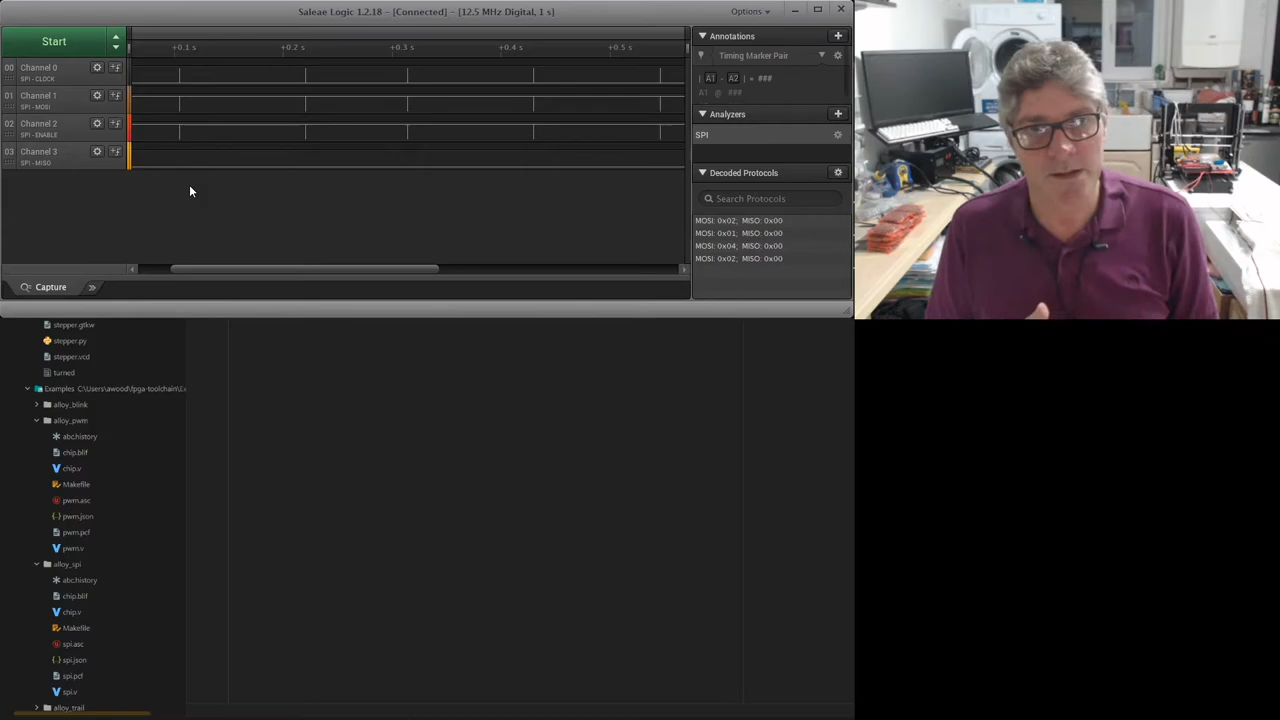 Saleae Logic 1.2.18 - [Connected] - [12.5 MHz Digital, 1 s]
Options
Start
+0.1 s
+0.2 s
+0.3 s
+0.4 s
+0.5 s
00 Channel 0
SPI - CLOCK
01 Channel 1
SPI - MOSI
02 Channel 2
SPI - ENABLE
03 Channel 3
SPI - MISO
Capture
Annotations
Timing Marker Pair
| A1 - A2 | = ###
A1 @ ###
Analyzers
SPI
Decoded Protocols
Search Protocols
MOSI: 0x02; MISO: 0x00
MOSI: 0x01; MISO: 0x00
MOSI: 0x04; MISO: 0x00
MOSI: 0x02; MISO: 0x00
stepper.gtkw
stepper.py
stepper.vcd
turned
Examples C:\Users\awood\fpga-toolchain\Ex
alloy_blink
alloy_pwm
abc.history
chip.blif
chip.v
Makefile
pwm.asc
pwm.json
pwm.pcf
pwm.v
alloy_spi
abc.history
chip.blif
chip.v
Makefile
spi.asc
spi.json
spi.pcf
spi.v
alloy_trail